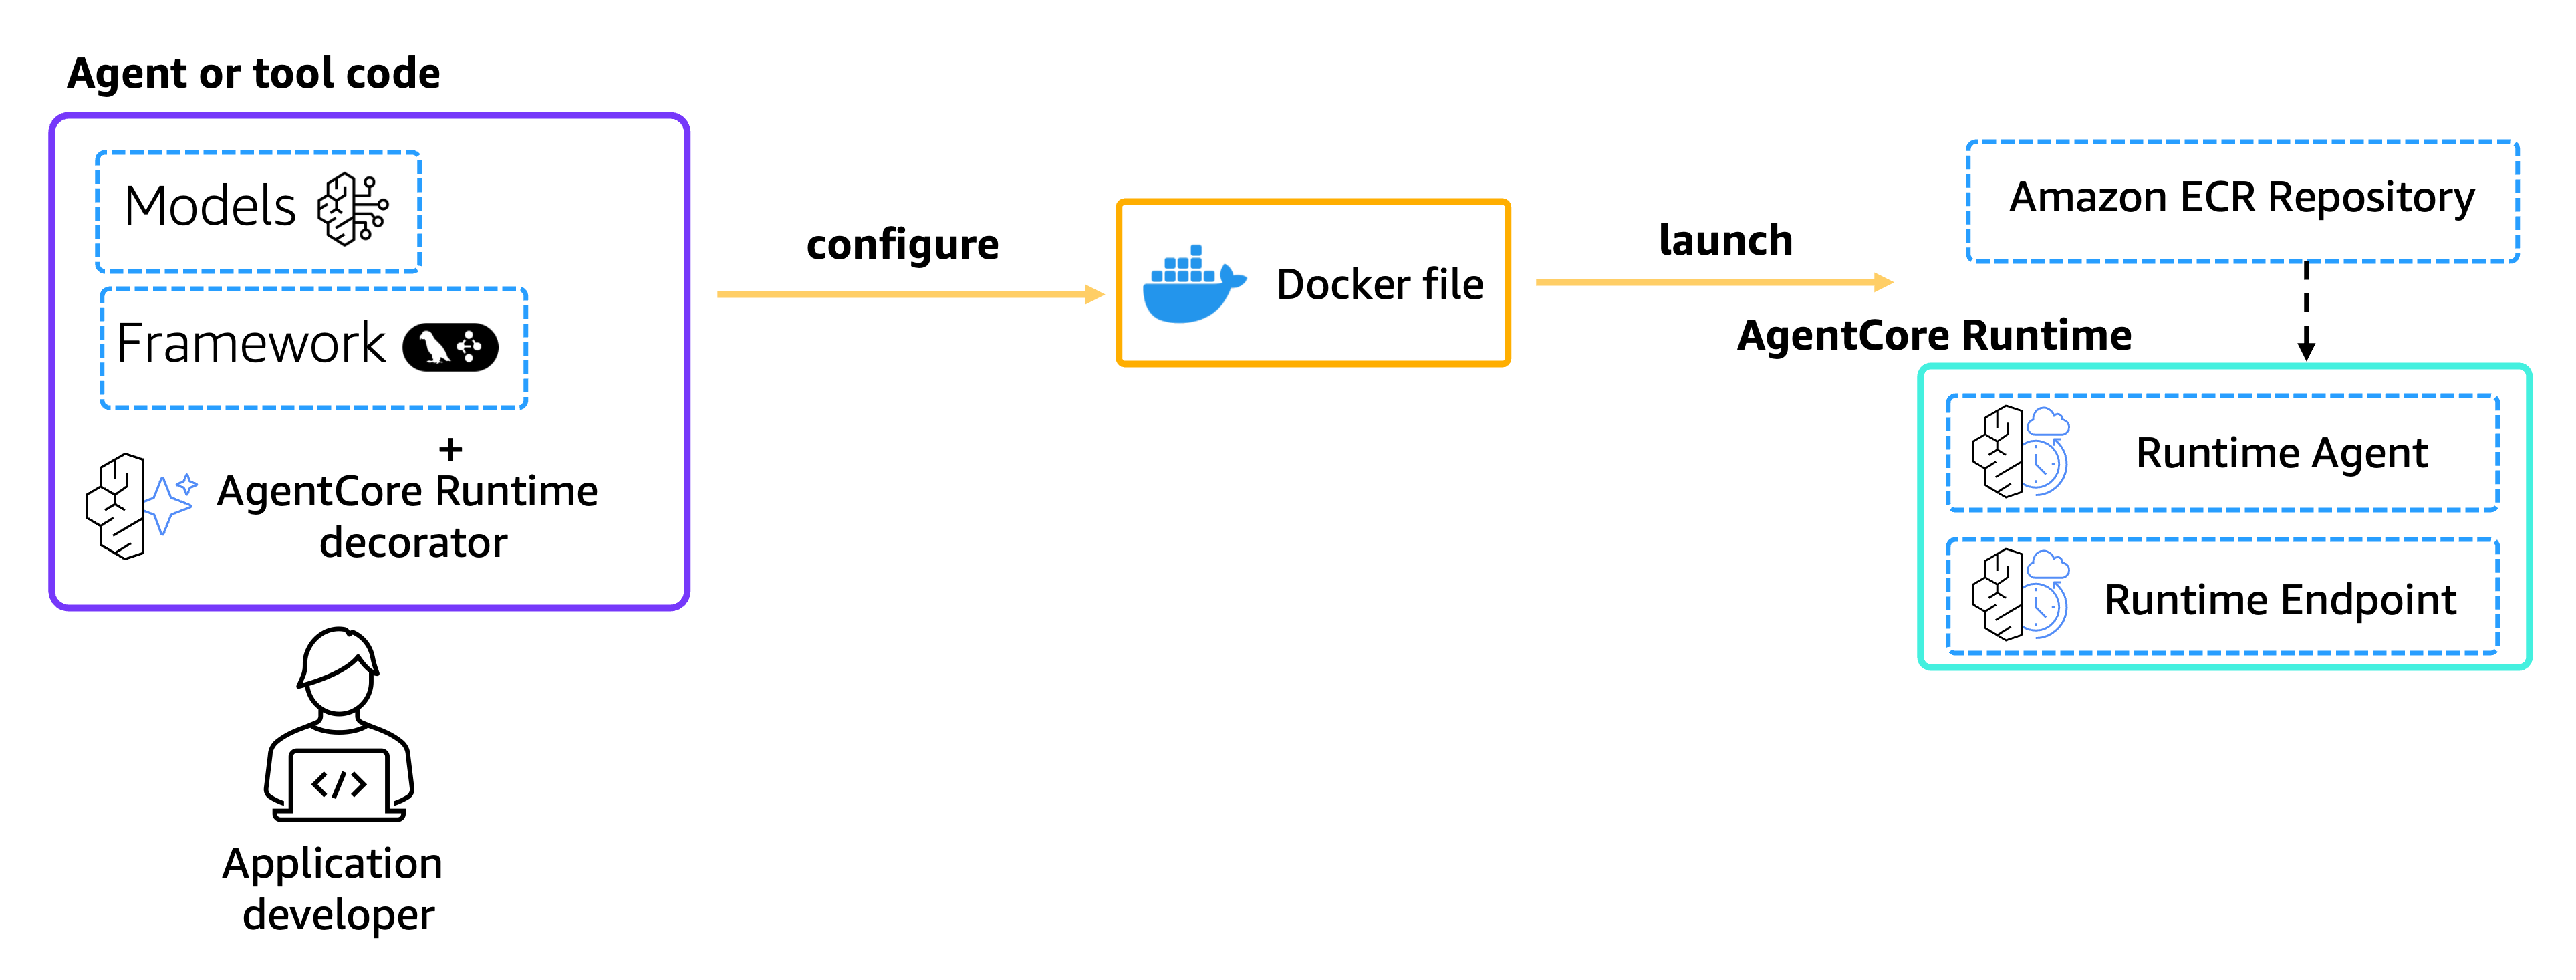 Agent or tool code
Models
Framework
+
AgentCore Runtime
decorator
Application
developer
configure
Docker file
launch
Amazon ECR Repository
AgentCore Runtime
Runtime Agent
Runtime Endpoint